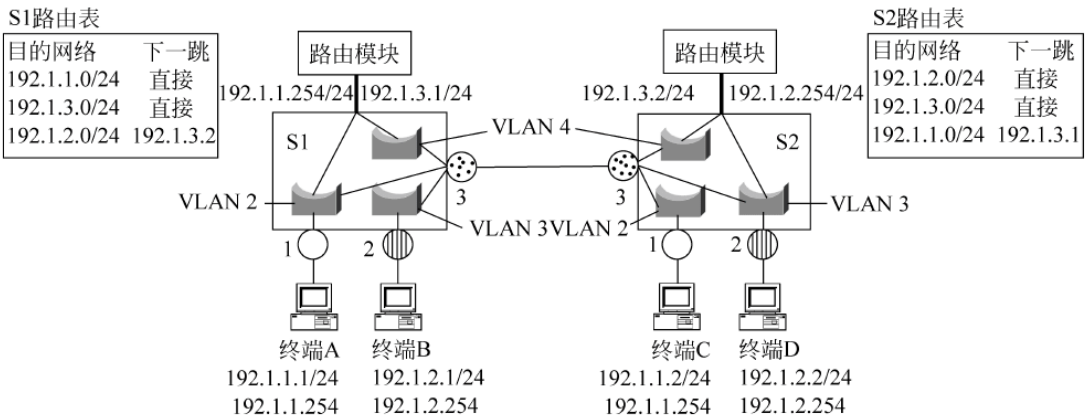 S1路由表
目的网络 下一跳
192.1.1.0/24 直接
192.1.3.0/24 直接
192.1.2.0/24 192.1.3.2
路由模块
192.1.1.254/24 192.1.3.1/24
S1
VLAN 2
VLAN 3
VLAN 4
1
2
3
路由模块
192.1.3.2/24 192.1.2.254/24
S2
VLAN 2
VLAN 3
3
1
2
S2路由表
目的网络 下一跳
192.1.2.0/24 直接
192.1.3.0/24 直接
192.1.1.0/24 192.1.3.1
终端A
192.1.1.1/24
192.1.1.254
终端B
192.1.2.1/24
192.1.2.254
终端C
192.1.1.2/24
192.1.1.254
终端D
192.1.2.2/24
192.1.2.254